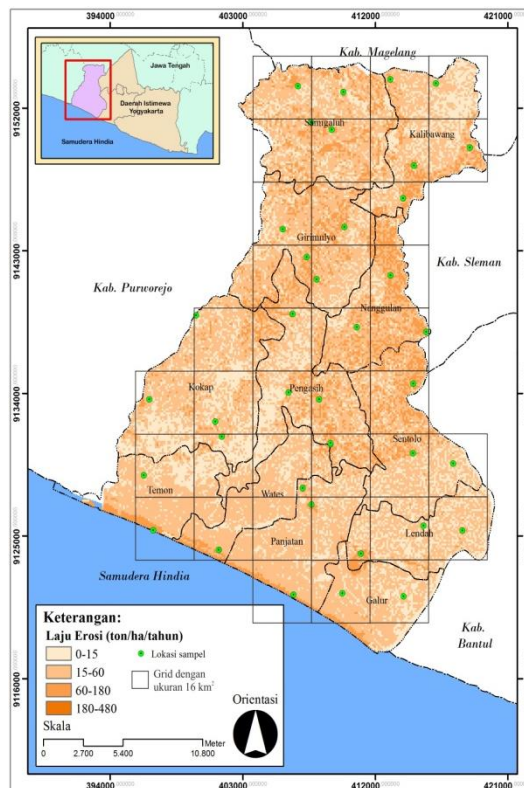 394000 403000 412000 421000
Kab. Magelang
Jawa Tengah
Daerah Istimewa
Yogyakarta
Samudera Hindia
9152000
Samigaluh
Kalibawang
Girimulyo
9143000
Kab. Sleman
Kab. Purworejo
Nanggulan
9134000
Kokap
Pengasih
Sentolo
Temon
Wates
9125000
Panjatan
Lendah
Samudera Hindia
Galur
Kab.
Bantul
Keterangan:
Laju Erosi (ton/ha/tahun)
0-15
15-60
60-180
180-480
Lokasi sampel
Grid dengan
ukuran 16 km²
Orientasi
Skala
Meter
0 2.700 5.400 10.800
9116000
394000 403000 412000 421000